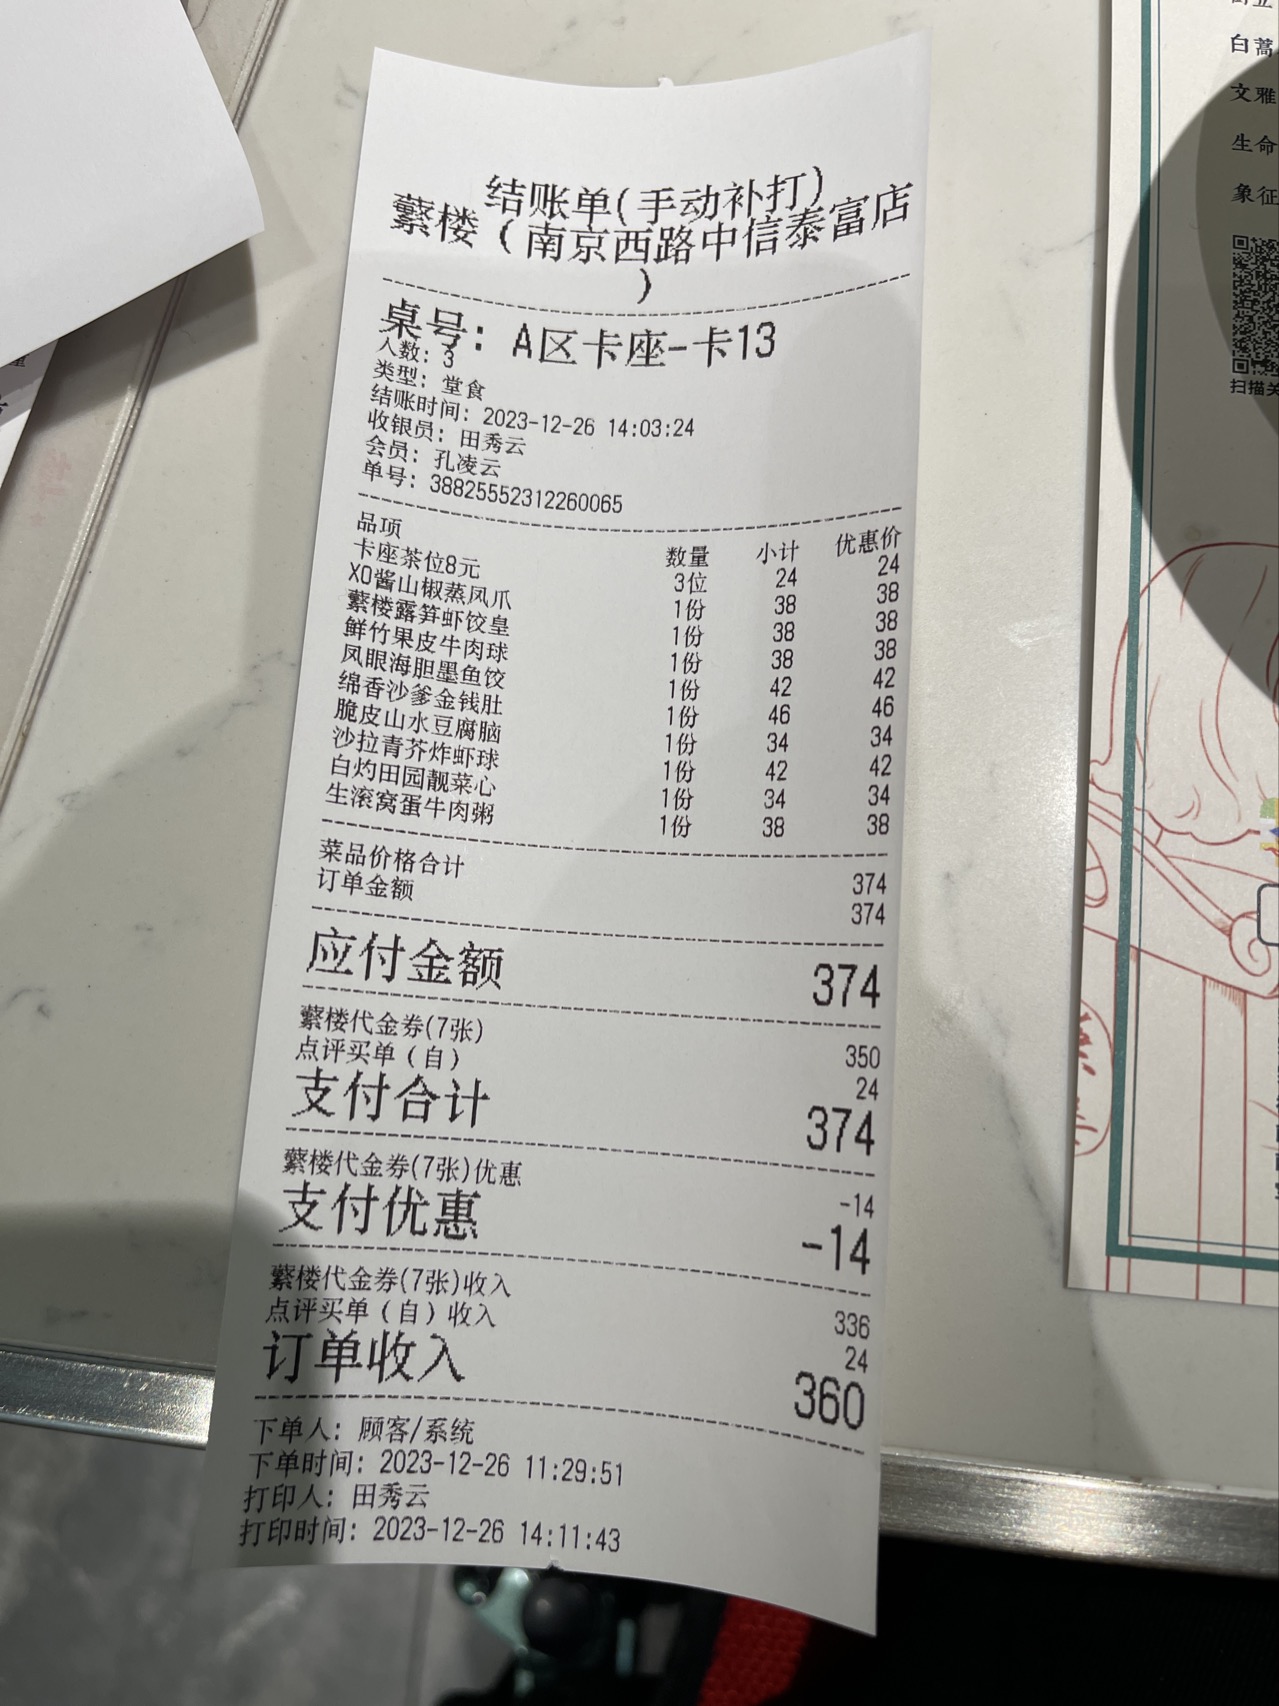 结账单(手动补打)
蘩楼（南京西路中信泰富店
）
桌号：A区卡座-卡13
人数：3
类型：堂食
结账时间：2023-12-26 14:03:24
收银员：田秀云
会员：孔凌云
单号：38825552312260065
品项 数量 小计 优惠价
卡座茶位8元 3位 24 24
XO酱山椒蒸凤爪 1份 38 38
蘩楼露笋虾饺皇 1份 38 38
鲜竹果皮牛肉球 1份 38 38
凤眼海胆墨鱼饺 1份 42 42
绵香沙爹金钱肚 1份 46 46
脆皮山水豆腐脑 1份 34 34
沙拉青芥炸虾球 1份 42 42
白灼田园靓菜心 1份 34 34
生滚窝蛋牛肉粥 1份 38 38
菜品价格合计 374
订单金额 374
应付金额 374
蘩楼代金券(7张) 350
点评买单（自） 24
支付合计 374
蘩楼代金券(7张)优惠 -14
支付优惠 -14
蘩楼代金券(7张)收入 336
点评买单（自）收入 24
订单收入 360
下单人：顾客/系统
下单时间：2023-12-26 11:29:51
打印人：田秀云
打印时间：2023-12-26 14:11:43
白蒿
文雅
生命
象征
扫描关